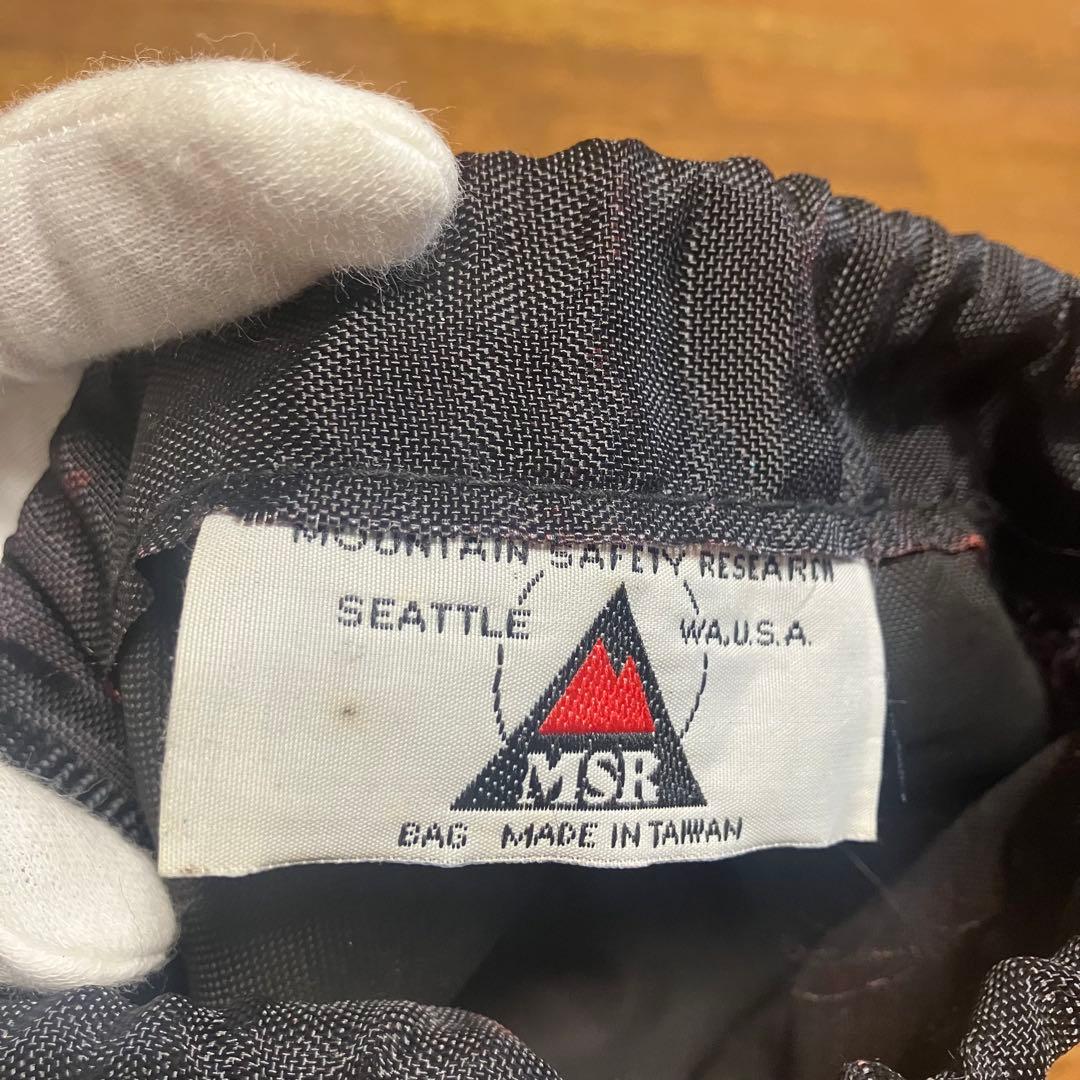 MOUNTAIN SAFETY RESEARCH
SEATTLE WA, U.S.A.
MSR
BAG MADE IN TAIWAN